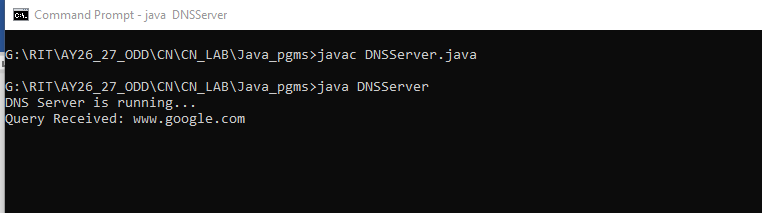 Command Prompt - java  DNSServer
G:\RIT\AY26_27_ODD\CN\CN_LAB\Java_pgms>javac DNSServer.java
G:\RIT\AY26_27_ODD\CN\CN_LAB\Java_pgms>java DNSServer
DNS Server is running...
Query Received: www.google.com